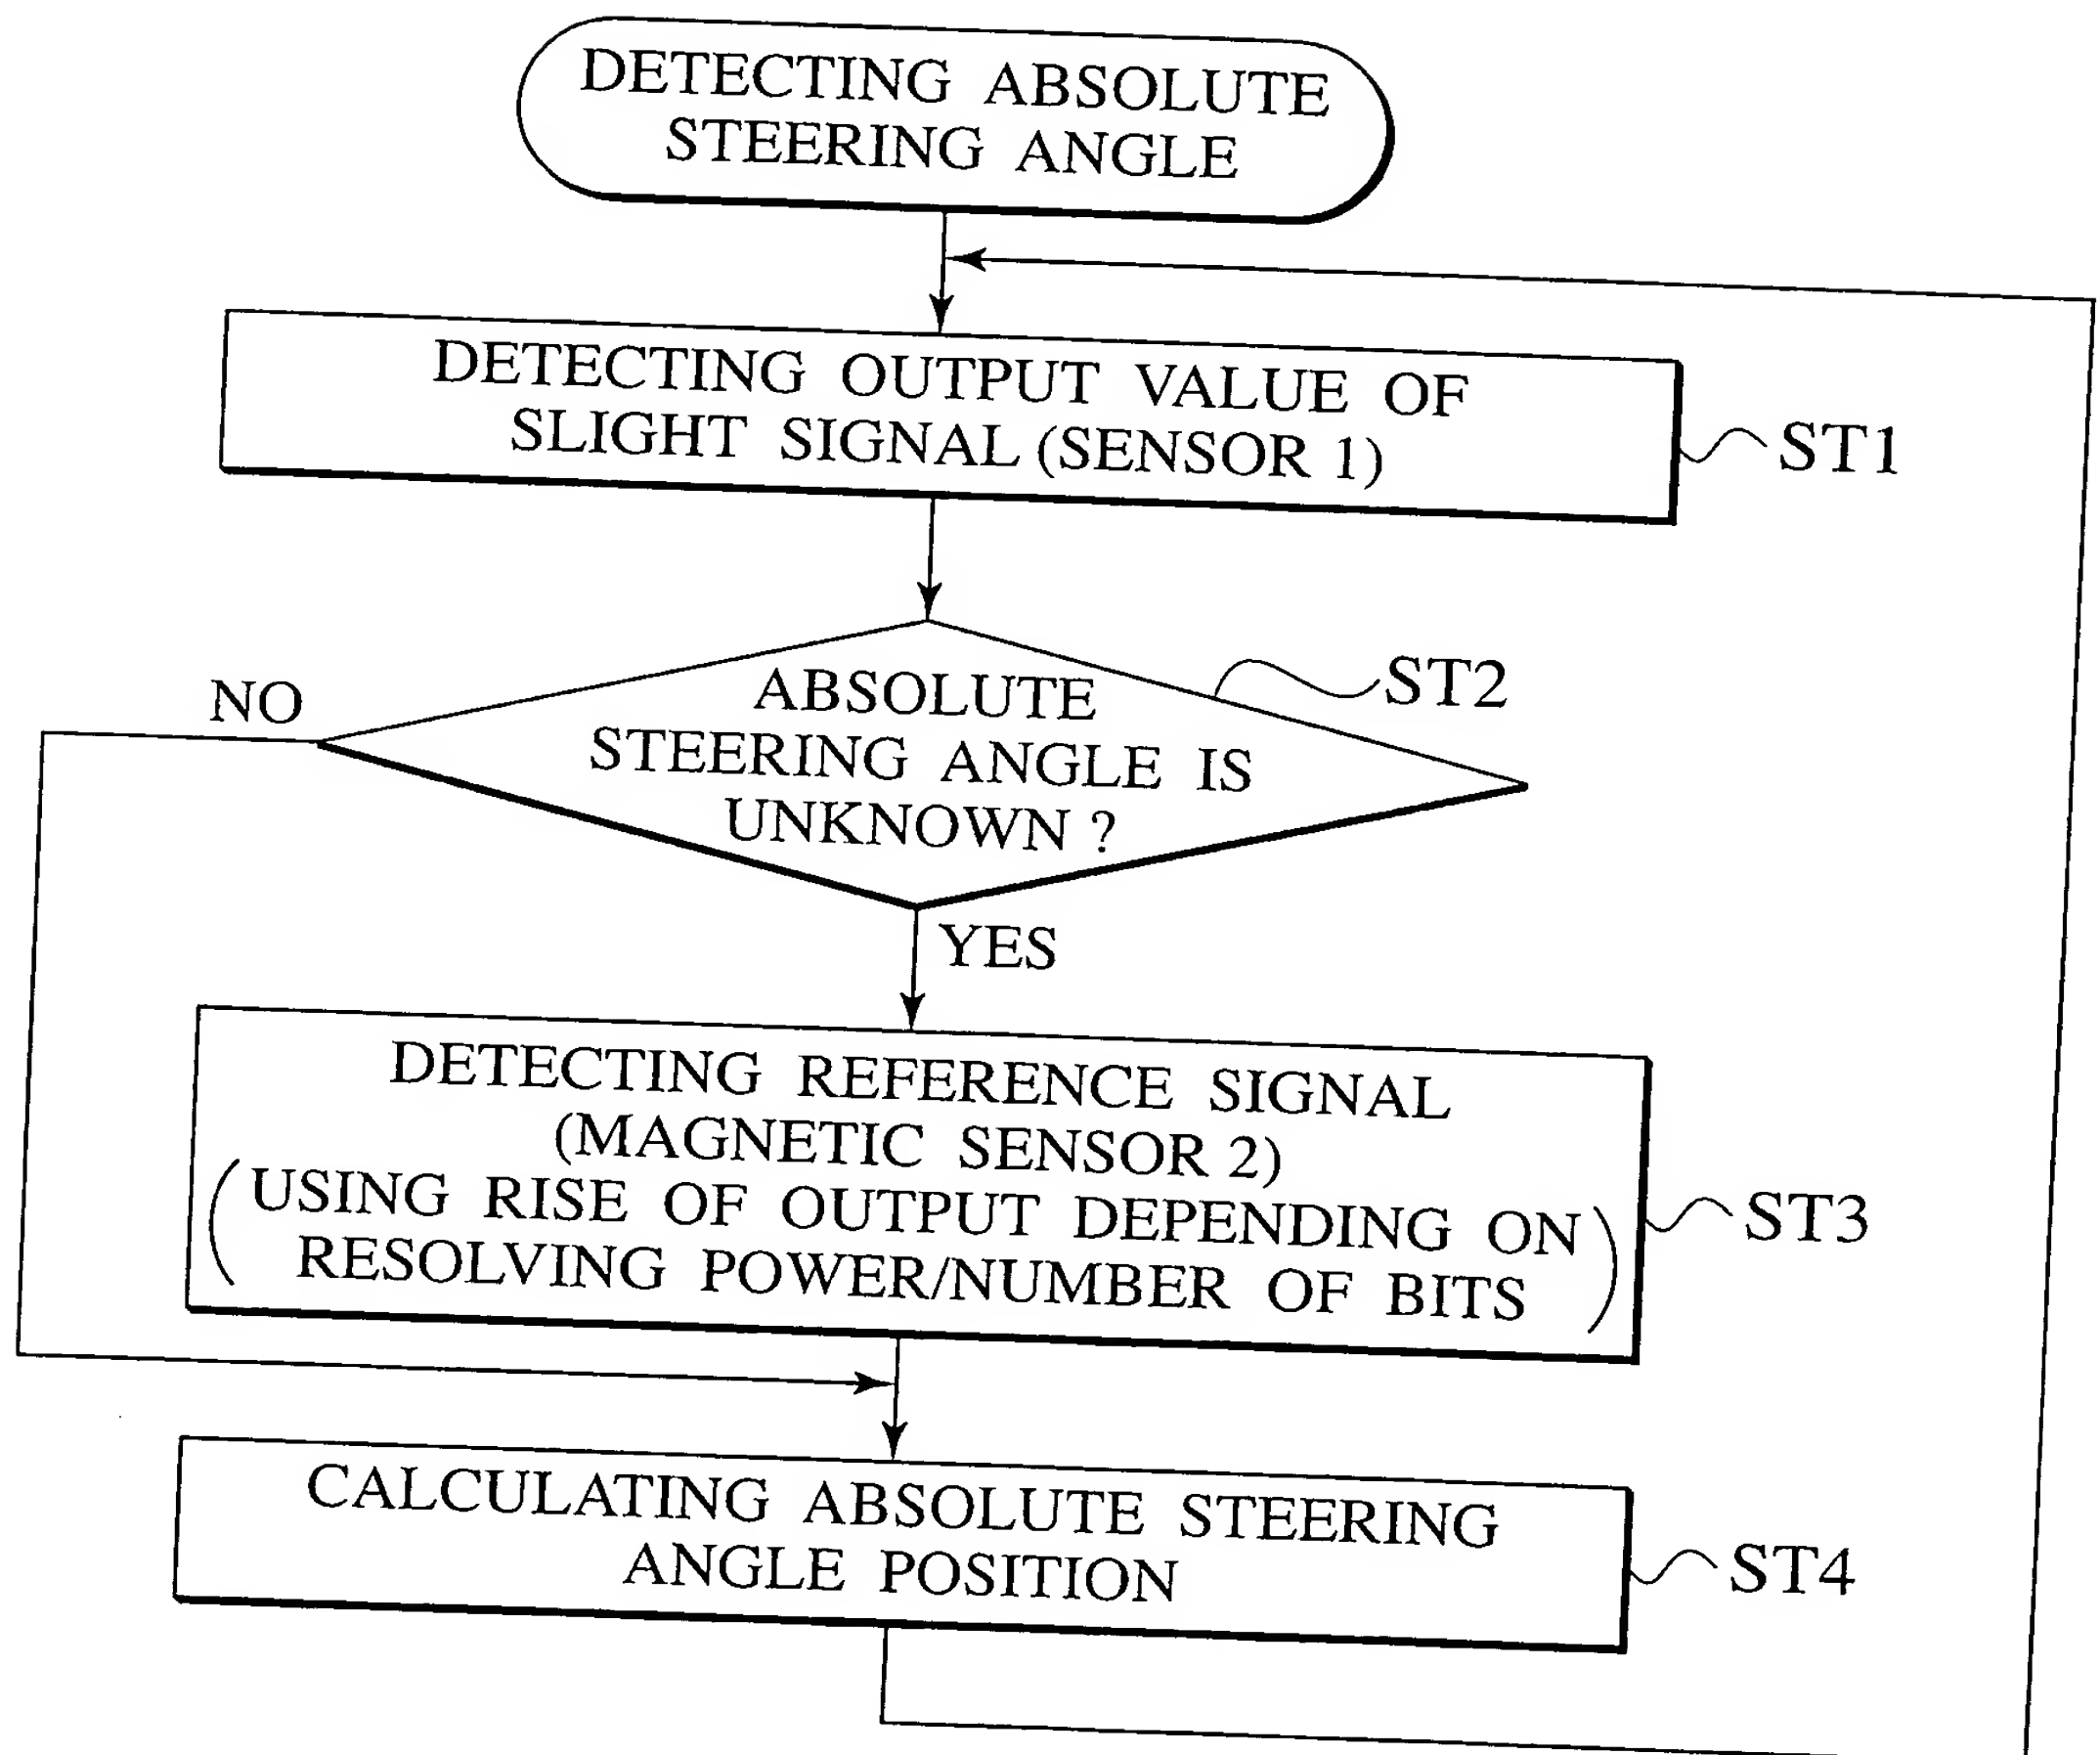 DETECTING ABSOLUTE
STEERING ANGLE
DETECTING OUTPUT VALUE OF
SLIGHT SIGNAL (SENSOR 1)
ST1
ABSOLUTE
STEERING ANGLE IS
UNKNOWN ?
ST2
NO
YES
DETECTING REFERENCE SIGNAL
(MAGNETIC SENSOR 2)
(USING RISE OF OUTPUT DEPENDING ON
RESOLVING POWER/NUMBER OF BITS)
ST3
CALCULATING ABSOLUTE STEERING
ANGLE POSITION
ST4